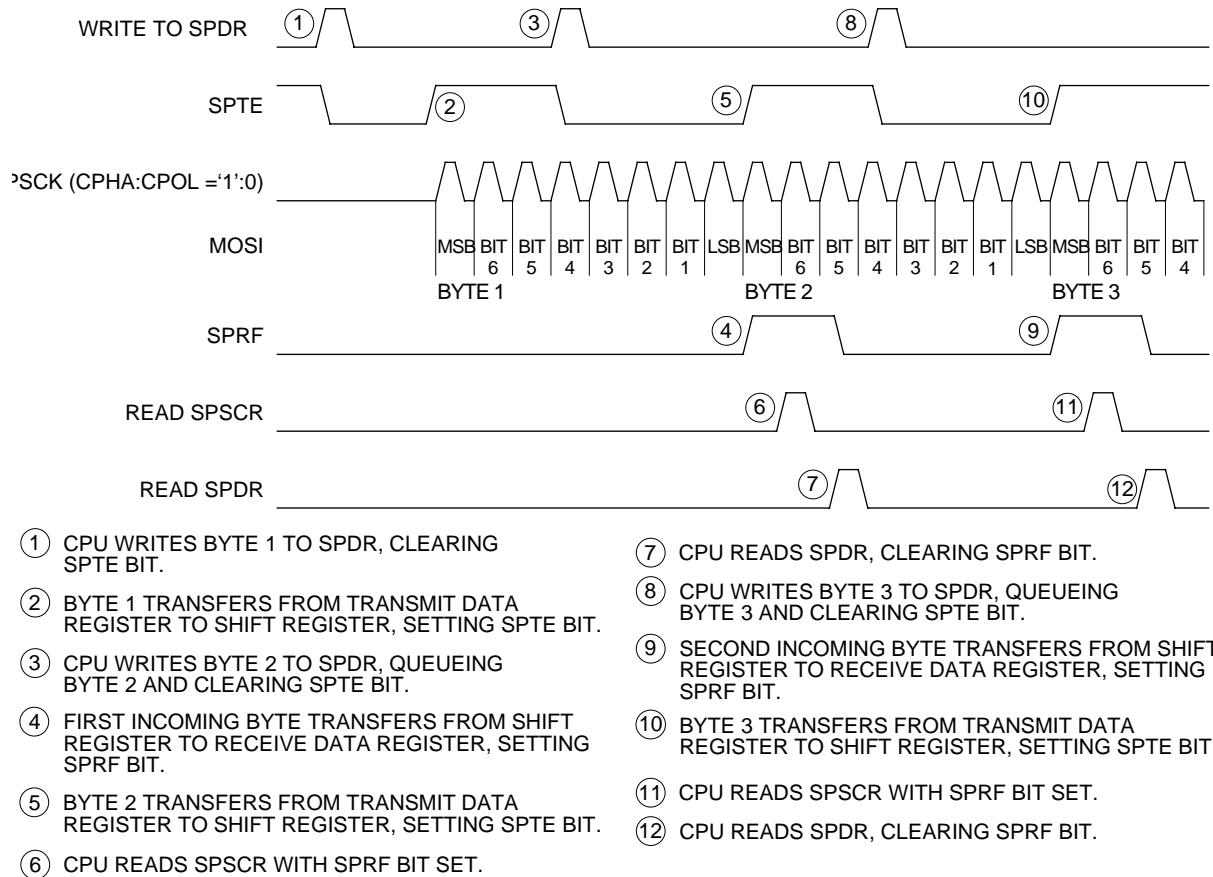 1 3 8
WRITE TO SPDR
SPTE 2 5 10
PSCK (CPHA:CPOL =‘1’:0)
MOSI MSB BIT BIT BIT BIT BIT BIT LSB MSB BIT BIT BIT BIT BIT BIT LSB MSB BIT BIT BIT
6 5 4 3 2 1 6 5 4 3 2 1 6 5 4
BYTE 1 BYTE 2 BYTE 3
SPRF 4 9
READ SPSCR 6 11
READ SPDR 7 12
1 CPU WRITES BYTE 1 TO SPDR, CLEARING
SPTE BIT.
2 BYTE 1 TRANSFERS FROM TRANSMIT DATA
REGISTER TO SHIFT REGISTER, SETTING SPTE BIT.
3 CPU WRITES BYTE 2 TO SPDR, QUEUEING
BYTE 2 AND CLEARING SPTE BIT.
4 FIRST INCOMING BYTE TRANSFERS FROM SHIFT
REGISTER TO RECEIVE DATA REGISTER, SETTING
SPRF BIT.
5 BYTE 2 TRANSFERS FROM TRANSMIT DATA
REGISTER TO SHIFT REGISTER, SETTING SPTE BIT.
6 CPU READS SPSCR WITH SPRF BIT SET.
7 CPU READS SPDR, CLEARING SPRF BIT.
8 CPU WRITES BYTE 3 TO SPDR, QUEUEING
BYTE 3 AND CLEARING SPTE BIT.
9 SECOND INCOMING BYTE TRANSFERS FROM SHIFT
REGISTER TO RECEIVE DATA REGISTER, SETTING
SPRF BIT.
10 BYTE 3 TRANSFERS FROM TRANSMIT DATA
REGISTER TO SHIFT REGISTER, SETTING SPTE BIT
11 CPU READS SPSCR WITH SPRF BIT SET.
12 CPU READS SPDR, CLEARING SPRF BIT.